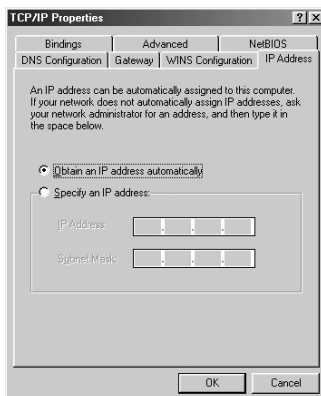 TCP/IP Properties
Bindings Advanced NetBIOS
DNS Configuration Gateway WINS Configuration IP Address
An IP address can be automatically assigned to this computer.
If your network does not automatically assign IP addresses, ask
your network administrator for an address, and then type it in
the space below.
Obtain an IP address automatically
Specify an IP address:
IP Address:
Subnet Mask:
OK Cancel